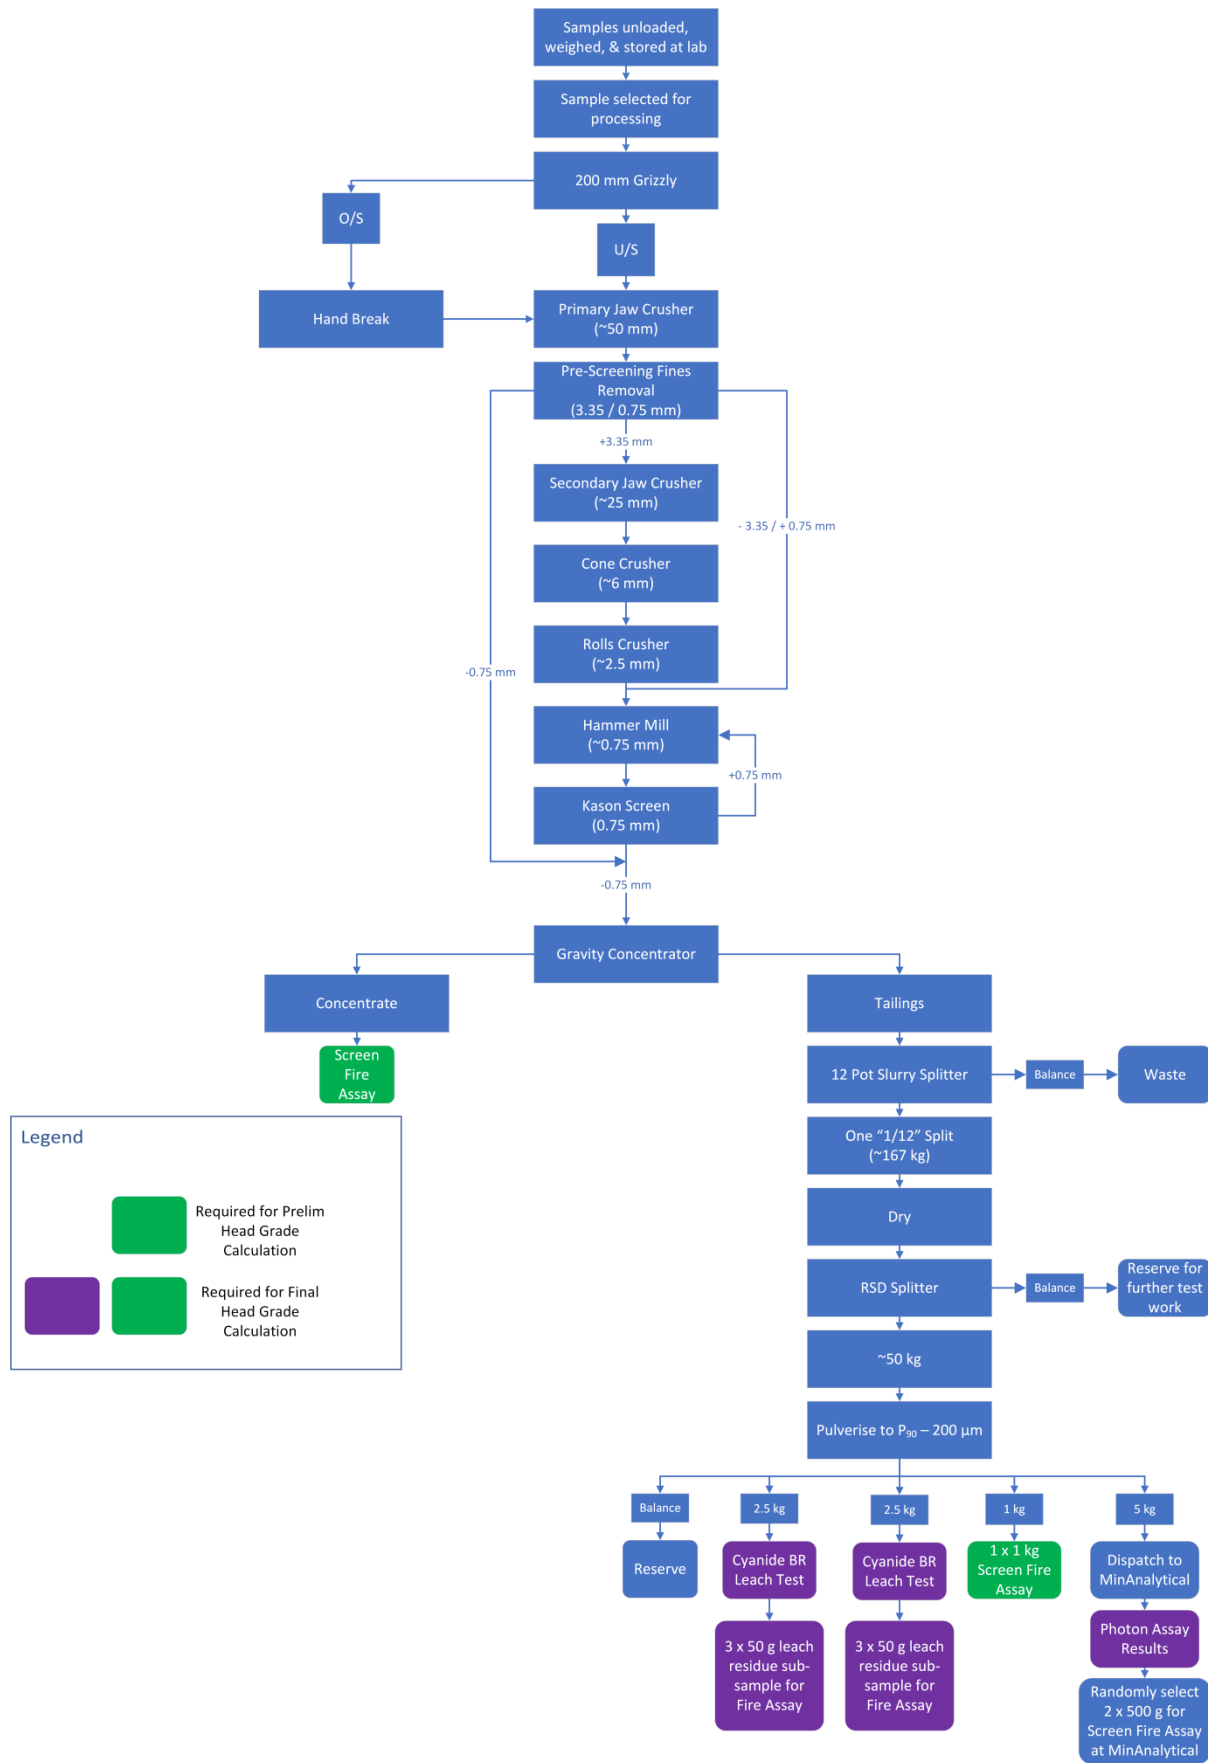 Samples unloaded,
weighed, & stored at lab
Sample selected for
processing
200 mm Grizzly
O/S
U/S
Hand Break
Primary Jaw Crusher
(~50 mm)
Pre-Screening Fines
Removal
(3.35 / 0.75 mm)
+3.35 mm
Secondary Jaw Crusher
(~25 mm)
- 3.35 / + 0.75 mm
Cone Crusher
(~6 mm)
Rolls Crusher
(~2.5 mm)
-0.75 mm
Hammer Mill
(~0.75 mm)
+0.75 mm
Kason Screen
(0.75 mm)
-0.75 mm
Gravity Concentrator
Concentrate
Tailings
Screen
Fire
Assay
12 Pot Slurry Splitter
Balance
Waste
Legend
Required for Prelim
Head Grade
Calculation
Required for Final
Head Grade
Calculation
One “1/12” Split
(~167 kg)
Dry
RSD Splitter
Balance
Reserve for
further test
work
~50 kg
Pulverise to P₉₀ – 200 µm
Balance
2.5 kg
2.5 kg
1 kg
5 kg
Reserve
Cyanide BR
Leach Test
Cyanide BR
Leach Test
1 x 1 kg
Screen Fire
Assay
Dispatch to
MinAnalytical
3 x 50 g leach
residue sub-
sample for
Fire Assay
3 x 50 g leach
residue sub-
sample for
Fire Assay
Photon Assay
Results
Randomly select
2 x 500 g for
Screen Fire Assay
at MinAnalytical